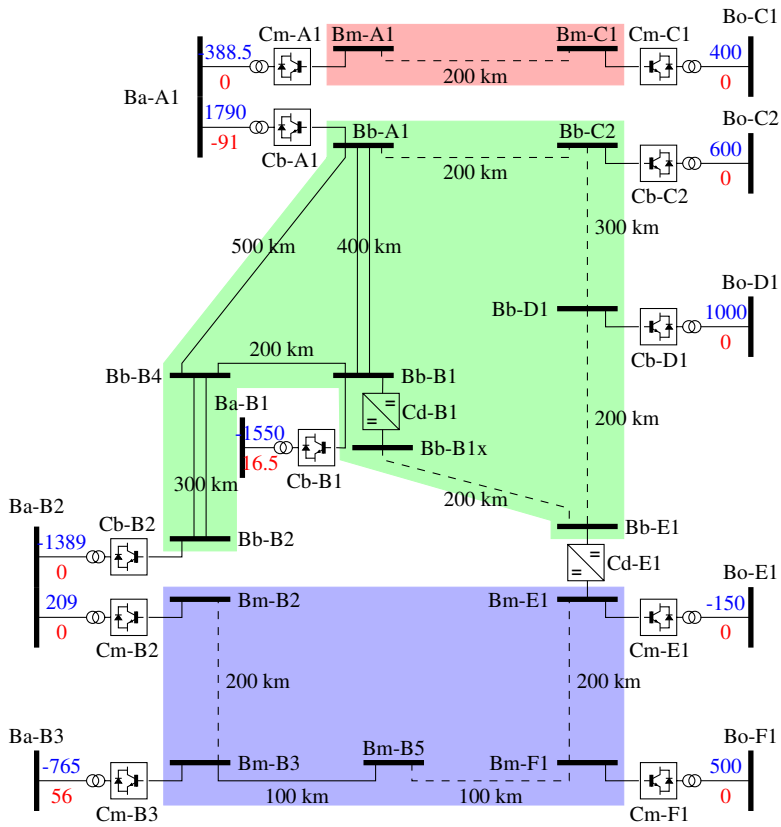 Cm-A1
Bm-A1
Bm-C1
Cm-C1
Bo-C1
-388.5
0
200 km
400
0
Ba-A1
1790
-91
Cb-A1
Bb-A1
Bb-C2
Bo-C2
600
0
Cb-C2
200 km
300 km
500 km
400 km
Bo-D1
Bb-D1
1000
0
Cb-D1
200 km
Bb-B4
Bb-B1
Ba-B1
Cd-B1
-1550
16.5
Cb-B1
Bb-B1x
200 km
300 km
200 km
Ba-B2
Cb-B2
-1389
0
Bb-B2
Bb-E1
Cd-E1
Bo-E1
209
0
Cm-B2
Bm-B2
Bm-E1
-150
0
Cm-E1
200 km
200 km
Ba-B3
Bm-B5
Bo-F1
-765
56
Cm-B3
Bm-B3
Bm-F1
500
0
Cm-F1
100 km
100 km